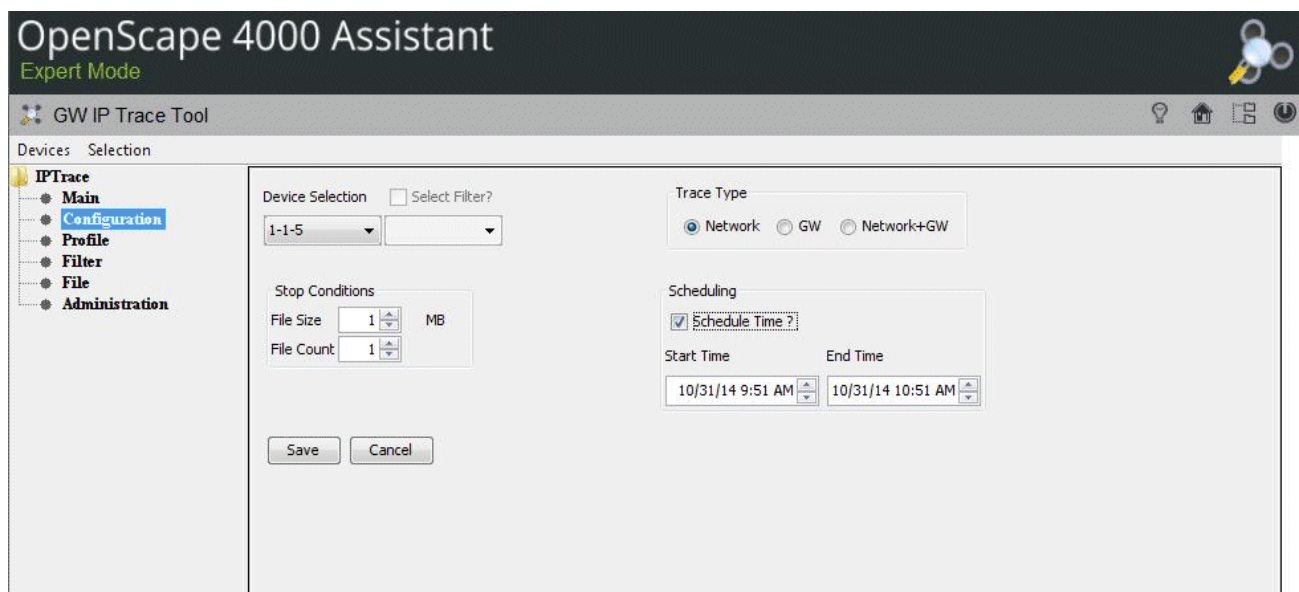 OpenScape 4000 Assistant
Expert Mode
GW IP Trace Tool
Devices Selection
IPTrace
Main
Configuration
Profile
Filter
File
Administration
Device Selection Select Filter?
1-1-5
Trace Type
Network GW Network+GW
Stop Conditions
File Size 1 MB
File Count 1
Scheduling
Schedule Time ?
Start Time End Time
10/31/14 9:51 AM 10/31/14 10:51 AM
Save Cancel